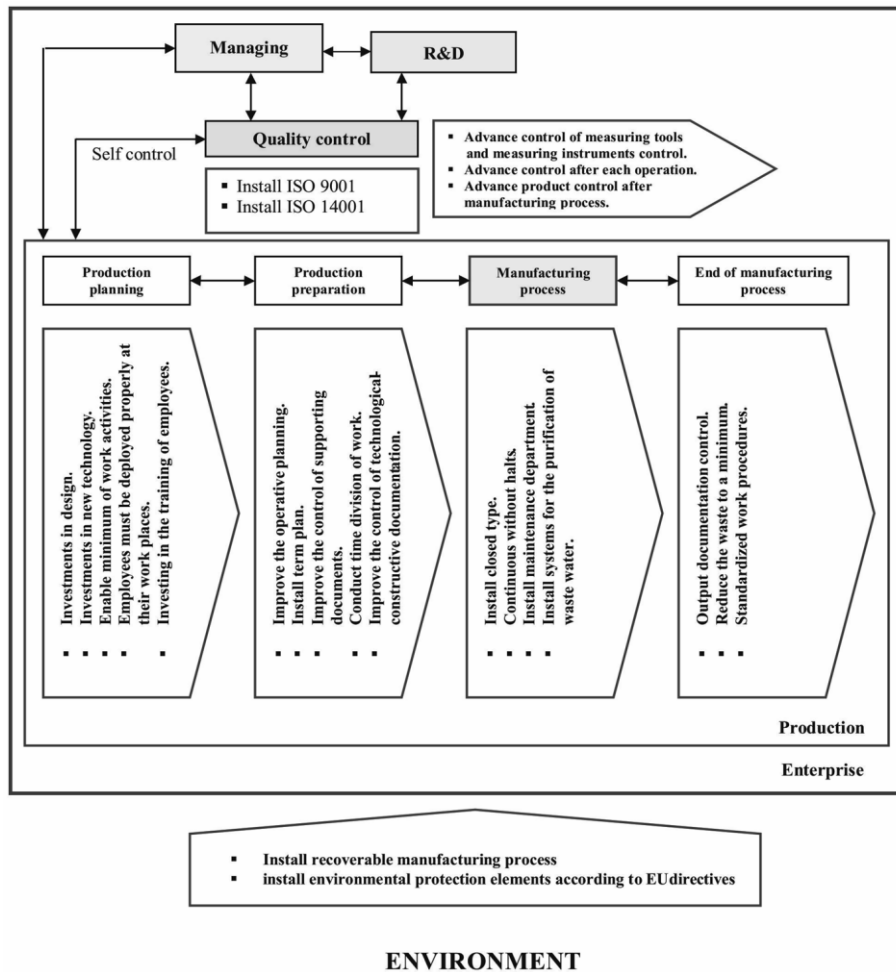 Managing
R&D
Self control
Quality control
▪ Advance control of measuring tools
and measuring instruments control.
▪ Advance control after each operation.
▪ Advance product control after
manufacturing process.
▪ Install ISO 9001
▪ Install ISO 14001
Production
planning
Production
preparation
Manufacturing
process
End of manufacturing
process
▪ Investments in design.
▪ Investments in new technology.
▪ Enable minimum of work activities.
▪ Employees must be deployed properly at
their work places.
▪ Investing in the training of employees.
▪ Improve the operative planning.
▪ Install term plan.
▪ Improve the control of supporting
documents.
▪ Conduct time division of work.
▪ Improve the control of technological-
constructive documentation.
▪ Install closed type.
▪ Continuous without halts.
▪ Install maintenance department.
▪ Install systems for the purification of
waste water.
▪ Output documentation control.
▪ Reduce the waste to a minimum.
▪ Standardized work procedures.
Production
Enterprise
▪ Install recoverable manufacturing process
▪ install environmental protection elements according to EUdirectives
ENVIRONMENT